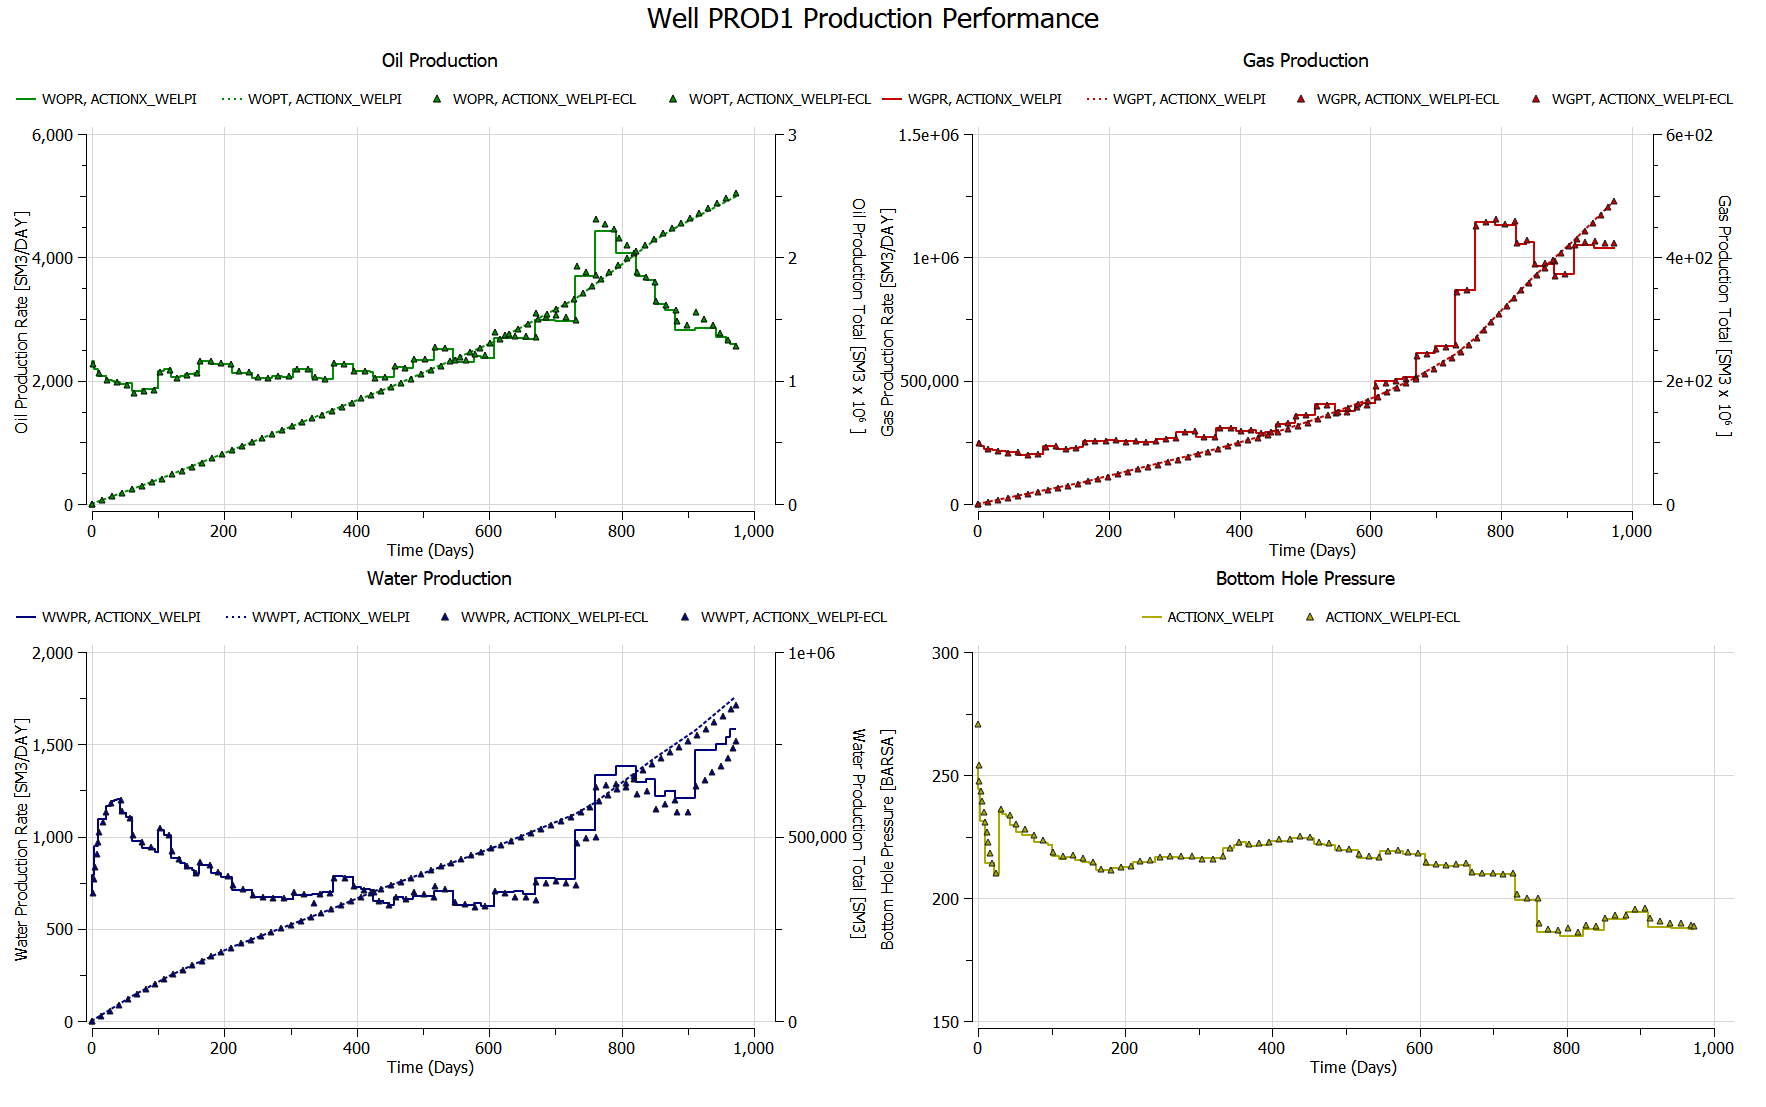 Well PROD1 Production Performance
Oil Production
WOPR, ACTIONX_WELPI WOPT, ACTIONX_WELPI WOPR, ACTIONX_WELPI-ECL WOPT, ACTIONX_WELPI-ECL
6,000
4,000
2,000
0
3
2
1
0
Oil Production Rate [SM3/DAY]
Oil Production Total [SM3 x 10⁶ ]
0 200 400 600 800 1,000
Time (Days)
Gas Production
WGPR, ACTIONX_WELPI WGPT, ACTIONX_WELPI WGPR, ACTIONX_WELPI-ECL WGPT, ACTIONX_WELPI-ECL
1.5e+06
1e+06
500,000
0
6e+02
4e+02
2e+02
0
Gas Production Rate [SM3/DAY]
Gas Production Total [SM3 x 10⁶ ]
0 200 400 600 800 1,000
Time (Days)
Water Production
WWPR, ACTIONX_WELPI WWPT, ACTIONX_WELPI WWPR, ACTIONX_WELPI-ECL WWPT, ACTIONX_WELPI-ECL
2,000
1,500
1,000
500
0
1e+06
500,000
0
Water Production Rate [SM3/DAY]
Water Production Total [SM3]
0 200 400 600 800 1,000
Time (Days)
Bottom Hole Pressure
ACTIONX_WELPI ACTIONX_WELPI-ECL
300
250
200
150
Bottom Hole Pressure [BARSA]
0 200 400 600 800 1,000
Time (Days)